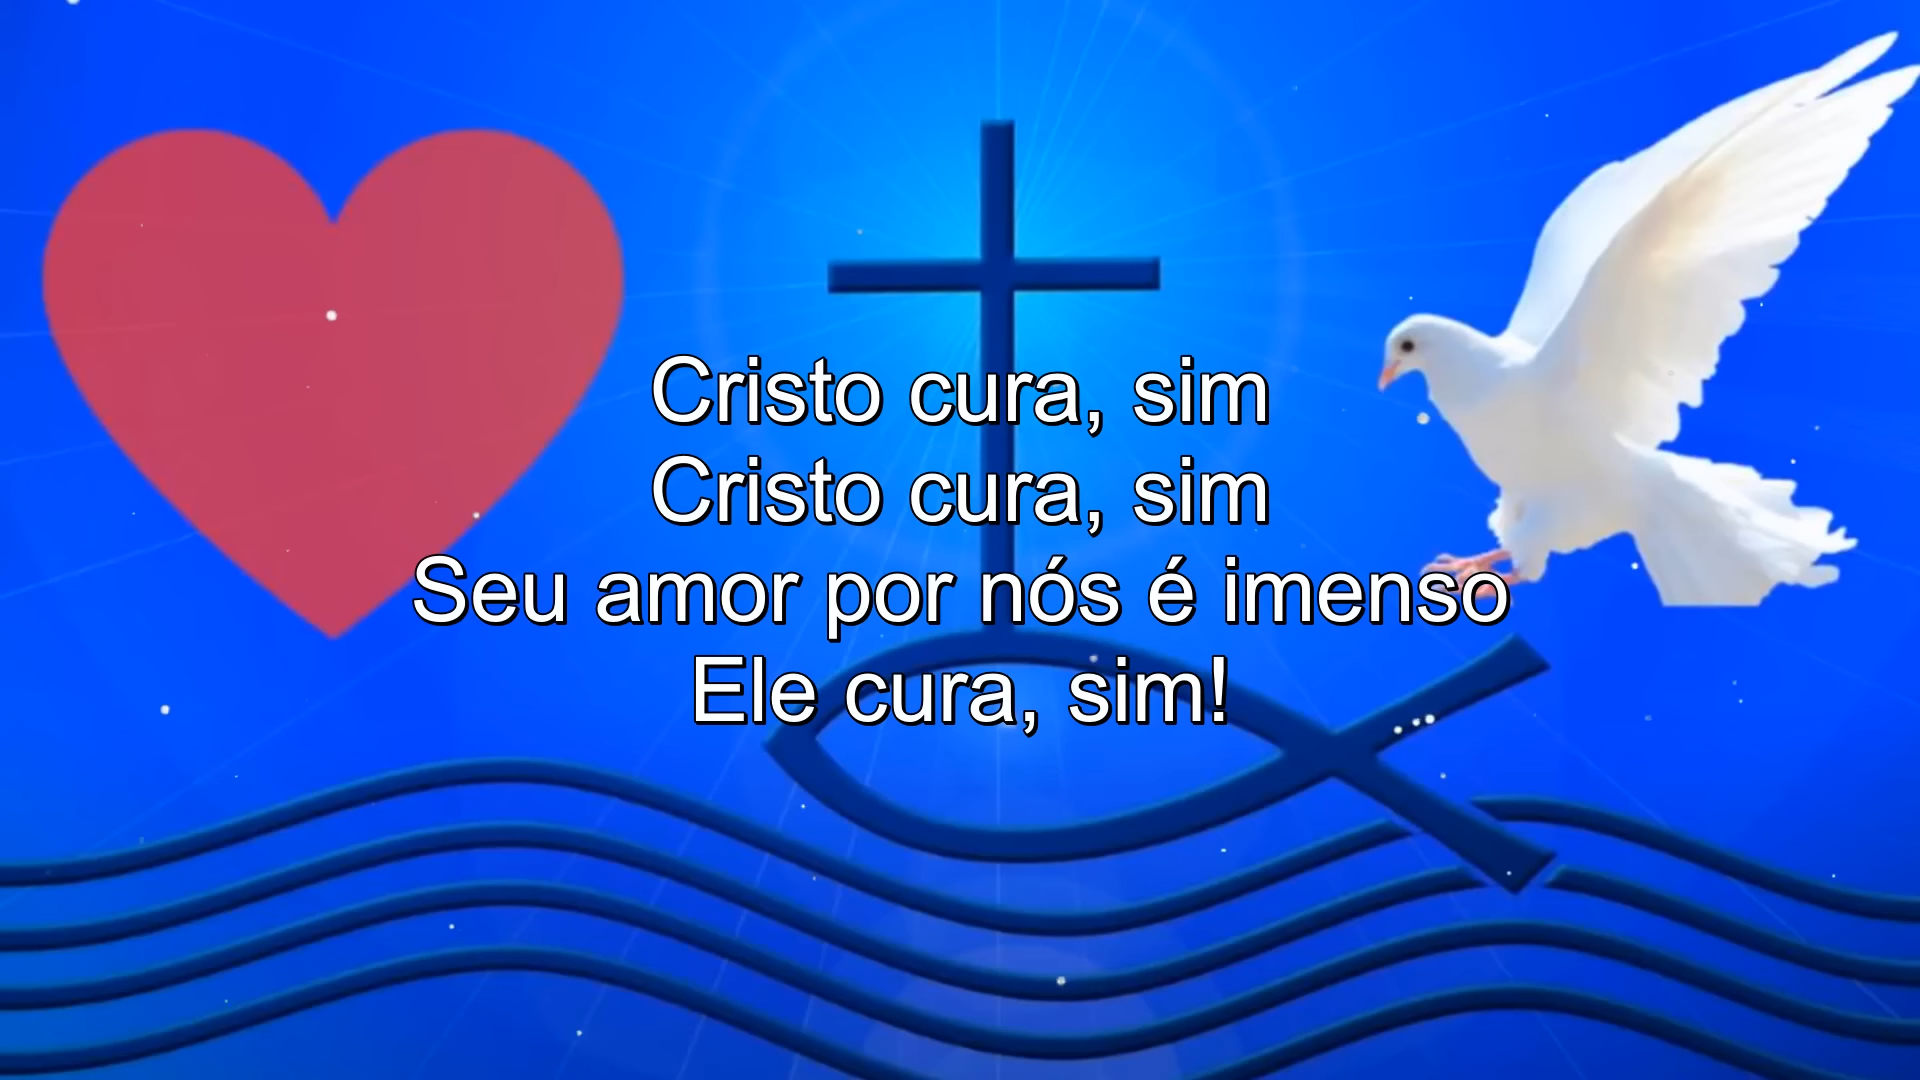 Cristo cura, sim
Cristo cura, sim
Seu amor por nós é imenso
Ele cura, sim!